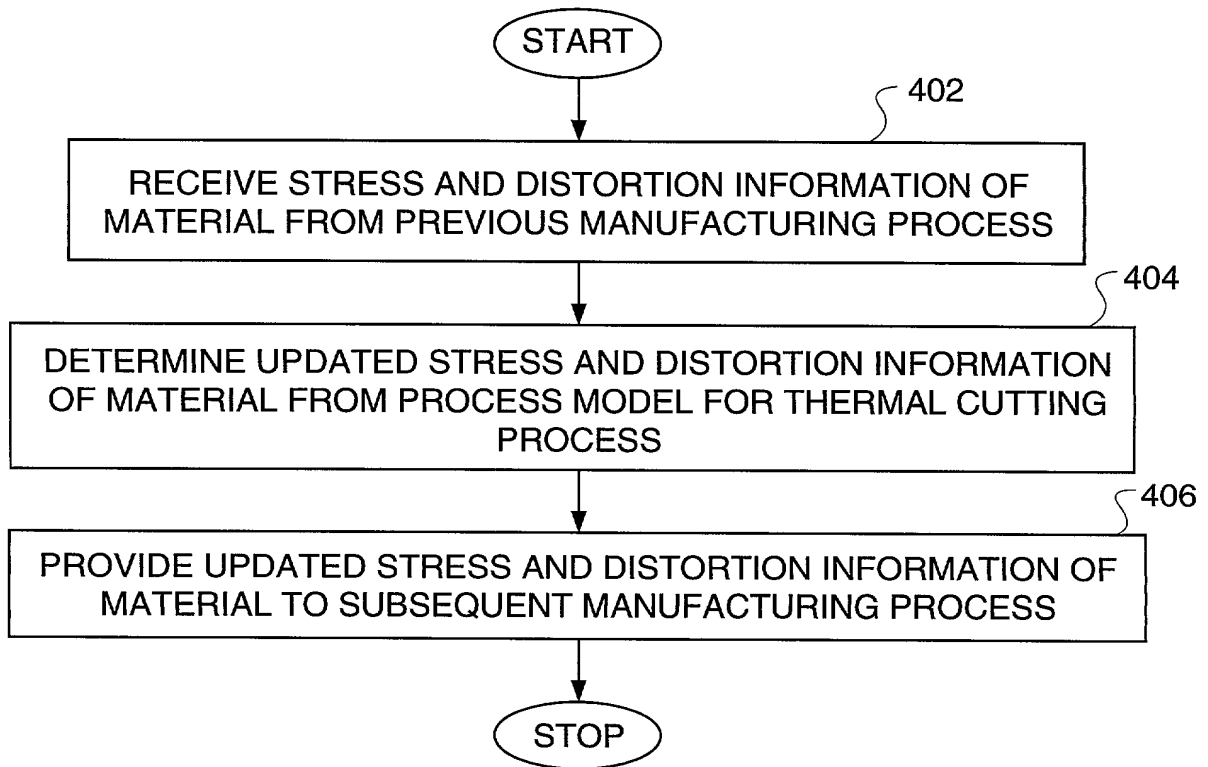 START
402
RECEIVE STRESS AND DISTORTION INFORMATION OF
MATERIAL FROM PREVIOUS MANUFACTURING PROCESS
404
DETERMINE UPDATED STRESS AND DISTORTION INFORMATION
OF MATERIAL FROM PROCESS MODEL FOR THERMAL CUTTING
PROCESS
406
PROVIDE UPDATED STRESS AND DISTORTION INFORMATION OF
MATERIAL TO SUBSEQUENT MANUFACTURING PROCESS
STOP